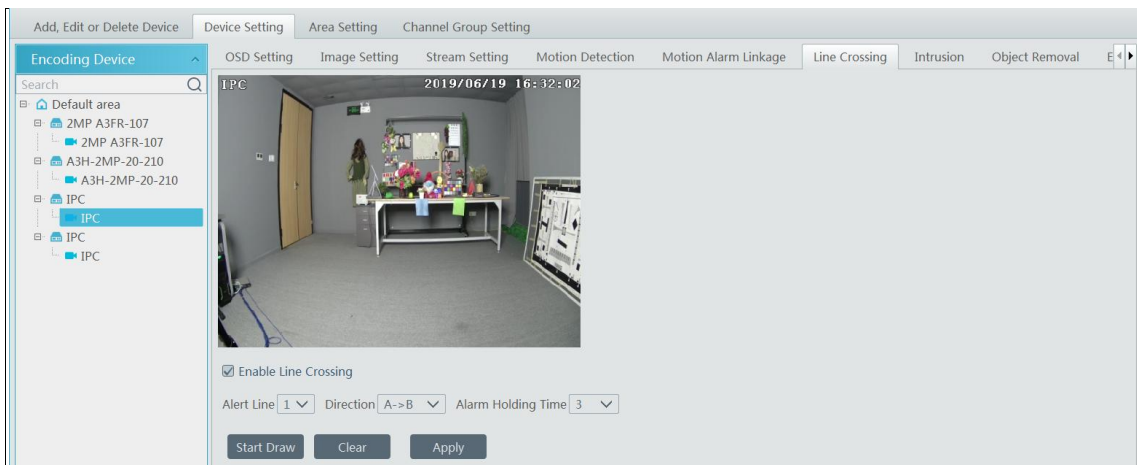 Add, Edit or Delete Device Device Setting Area Setting Channel Group Setting
Encoding Device OSD Setting Image Setting Stream Setting Motion Detection Motion Alarm Linkage Line Crossing Intrusion Object Removal E
Search
Default area
2MP A3FR-107
2MP A3FR-107
A3H-2MP-20-210
A3H-2MP-20-210
IPC
IPC
IPC
IPC
IPC 2019/06/19 16:32:02
Enable Line Crossing
Alert Line 1 Direction A->B Alarm Holding Time 3
Start Draw Clear Apply